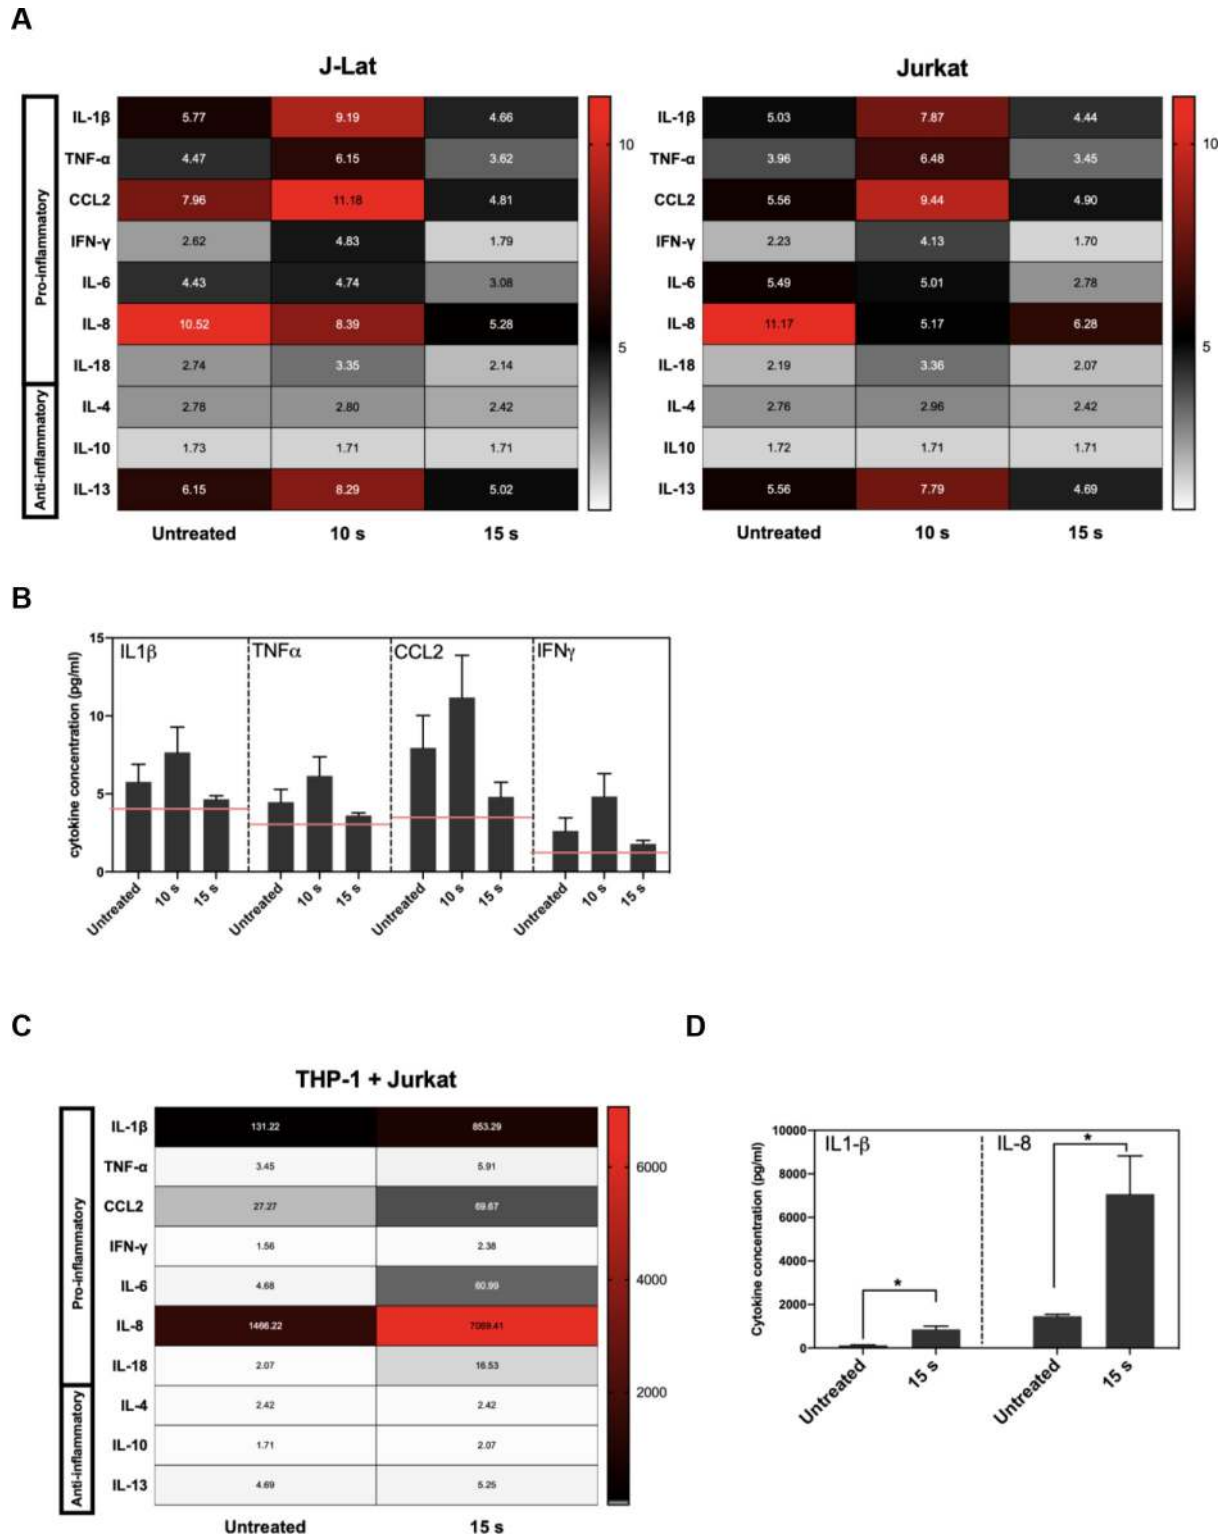 A
J-Lat
Jurkat
Pro-inflammatory
Anti-inflammatory
IL-1β 5.77 9.19 4.66
TNF-α 4.47 6.15 3.62
CCL2 7.96 11.18 4.81
IFN-γ 2.62 4.83 1.79
IL-6 4.43 4.74 3.08
IL-8 10.52 8.39 5.28
IL-18 2.74 3.35 2.14
IL-4 2.78 2.80 2.42
IL-10 1.73 1.71 1.71
IL-13 6.15 8.29 5.02
Untreated 10 s 15 s
10
5
IL-1β 5.03 7.87 4.44
TNF-α 3.96 6.48 3.45
CCL2 5.56 9.44 4.90
IFN-γ 2.23 4.13 1.70
IL-6 5.49 5.01 2.78
IL-8 11.17 5.17 6.28
IL-18 2.19 3.36 2.07
IL-4 2.76 2.96 2.42
IL10 1.72 1.71 1.71
IL-13 5.56 7.79 4.69
Untreated 10 s 15 s
10
5
B
cytokine concentration (pg/ml)
15
10
5
0
IL1β TNFα CCL2 IFNγ
Untreated 10 s 15 s Untreated 10 s 15 s Untreated 10 s 15 s Untreated 10 s 15 s
C
THP-1 + Jurkat
Pro-inflammatory
Anti-inflammatory
IL-1β 131.22 853.29
TNF-α 3.45 5.91
CCL2 27.27 69.67
IFN-γ 1.56 2.38
IL-6 4.68 60.99
IL-8 1466.22 7069.41
IL-18 2.07 16.53
IL-4 2.42 2.42
IL-10 1.71 2.07
IL-13 4.69 5.25
Untreated 15 s
6000
4000
2000
D
Cytokine concentration (pg/ml)
10000
8000
6000
4000
2000
0
IL1-β IL-8
*
*
Untreated 15 s Untreated 15 s